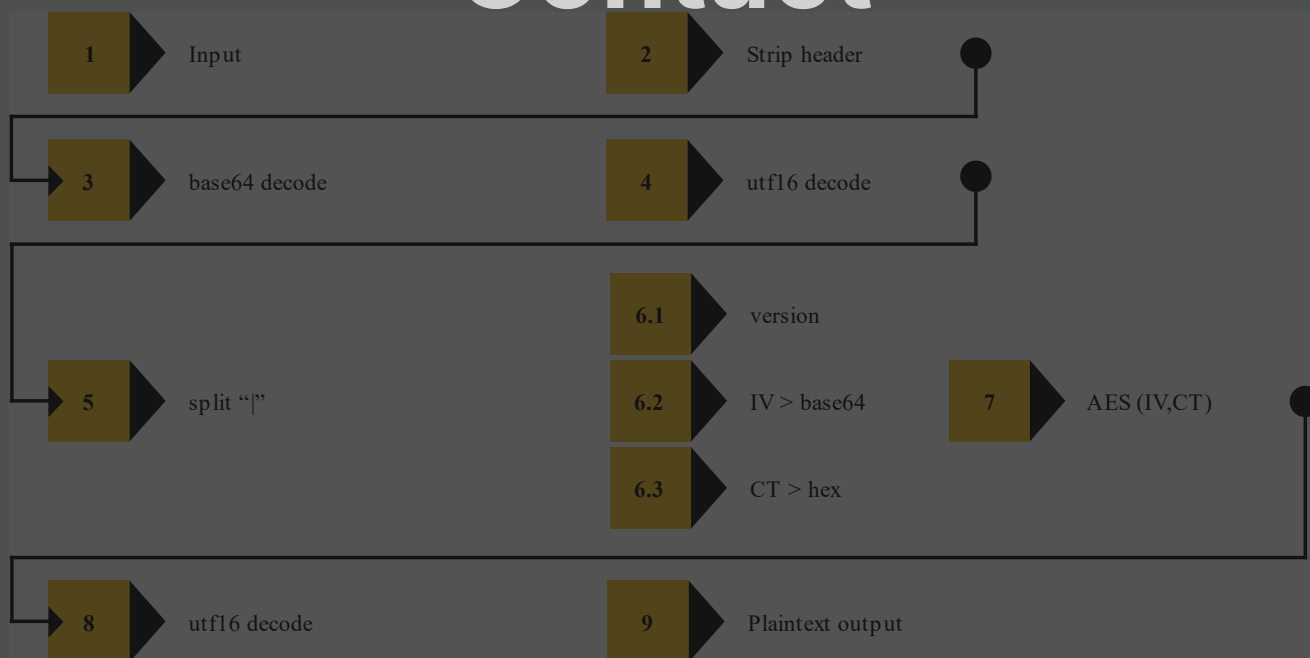 Contact
1 Input
2 Strip header
3 base64 decode
4 utf16 decode
5 split “|”
6.1 version
6.2 IV > base64
7 AES (IV,CT)
6.3 CT > hex
8 utf16 decode
9 Plaintext output